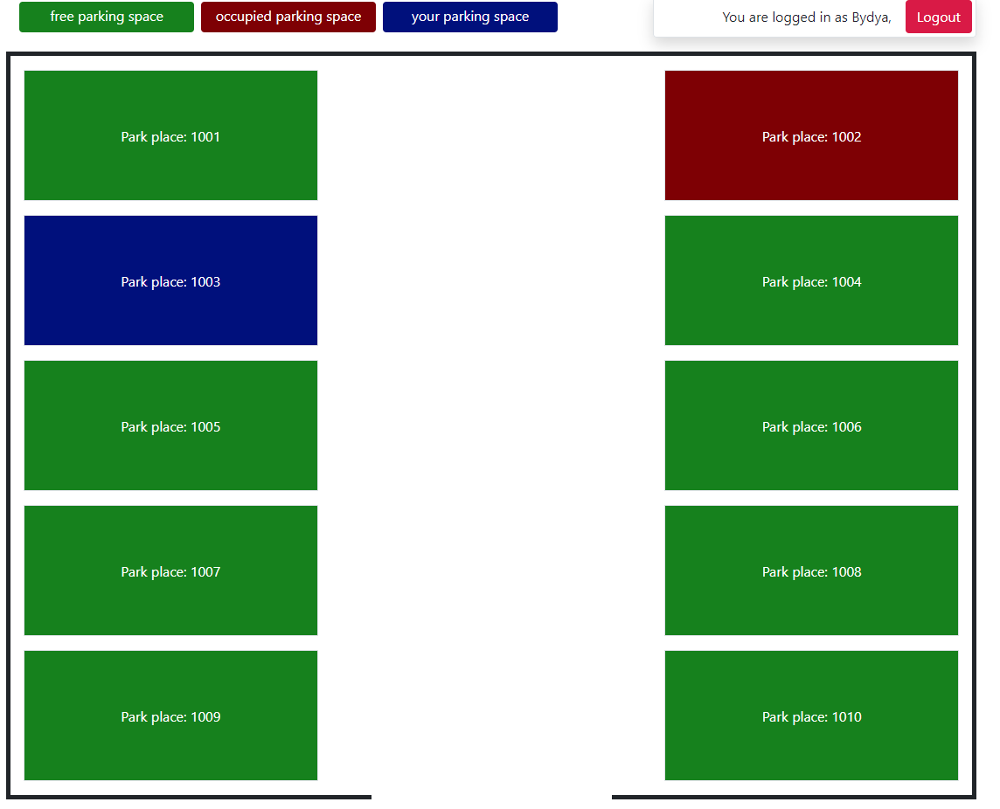 free parking space
occupied parking space
your parking space
You are logged in as Bydya,
Logout
Park place: 1001
Park place: 1002
Park place: 1003
Park place: 1004
Park place: 1005
Park place: 1006
Park place: 1007
Park place: 1008
Park place: 1009
Park place: 1010